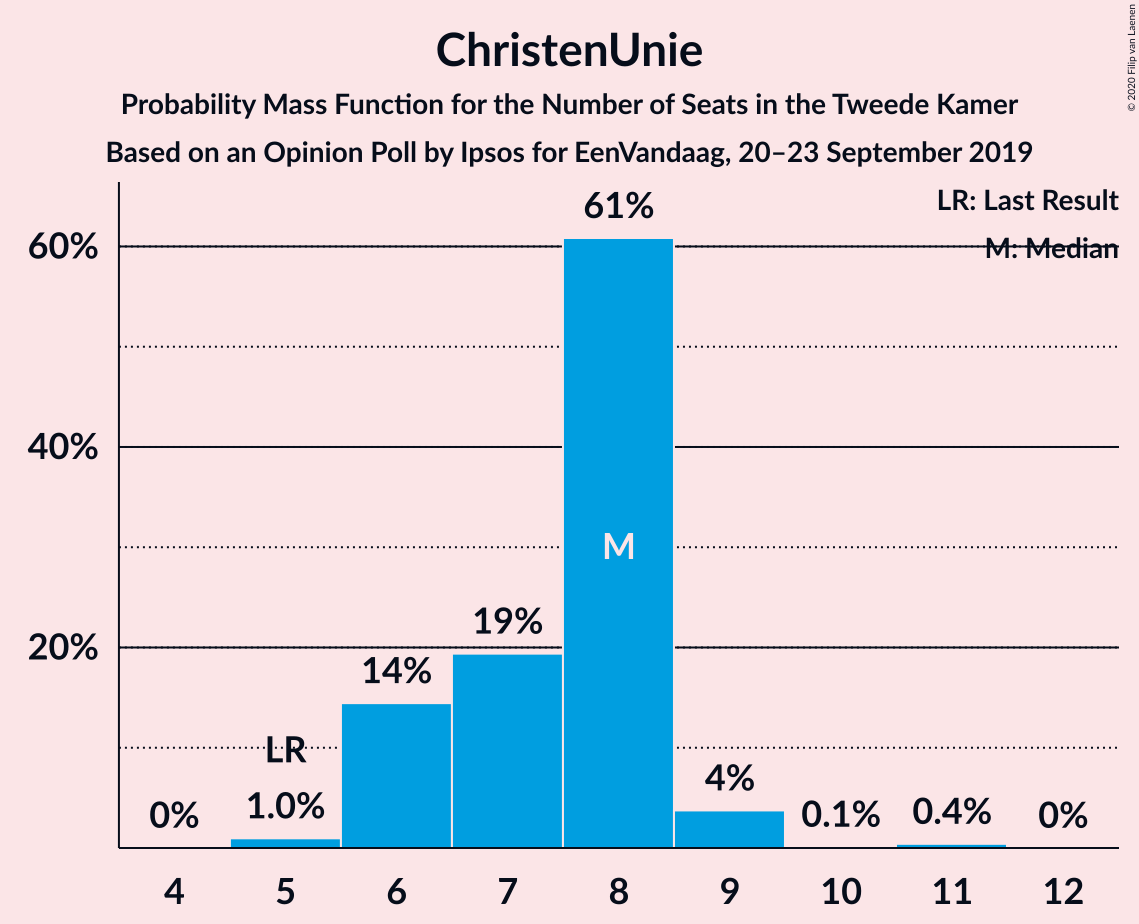 ChristenUnie
Probability Mass Function for the Number of Seats in the Tweede Kamer
Based on an Opinion Poll by Ipsos for EenVandaag, 20–23 September 2019
© 2020 Filip van Laenen
LR: Last Result
M: Median
61%
60%
40%
M
19%
20%
14%
LR
4%
0%
1.0%
0.1%
0.4%
0%
4 5 6 7 8 9 10 11 12